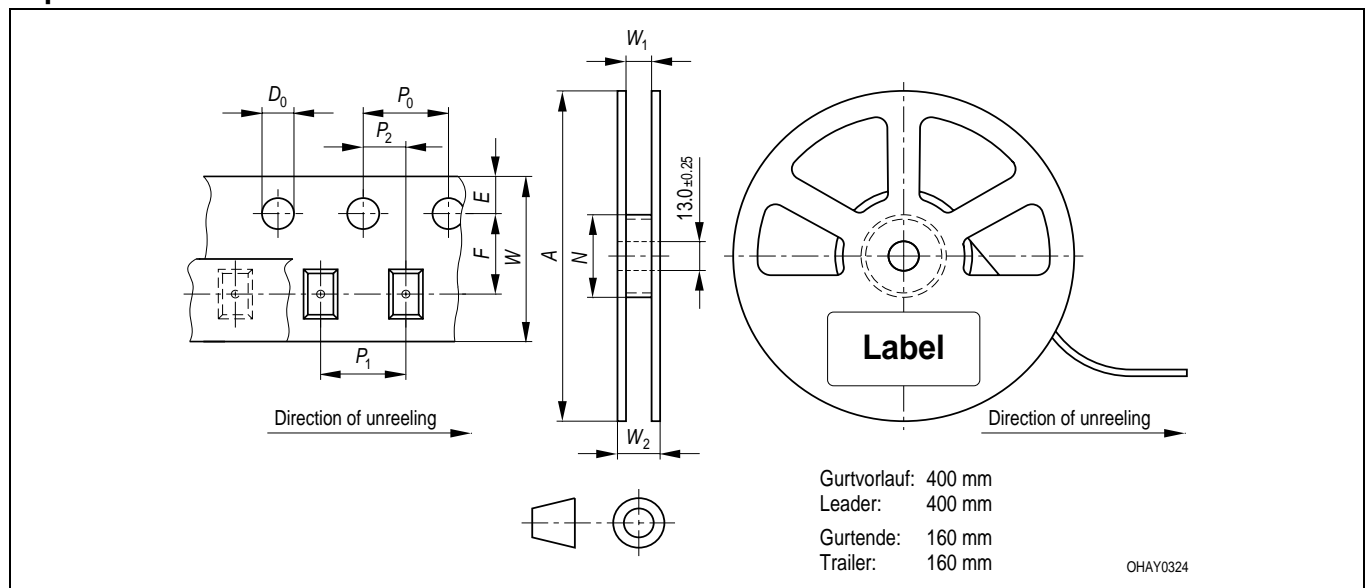 W1
D0
P0
P2
E
F
W
A
N
13.0±0.25
P1
Label
Direction of unreeling
W2
Direction of unreeling
Gurtvorlauf: 400 mm
Leader: 400 mm
Gurtende: 160 mm
Trailer: 160 mm
OHAY0324